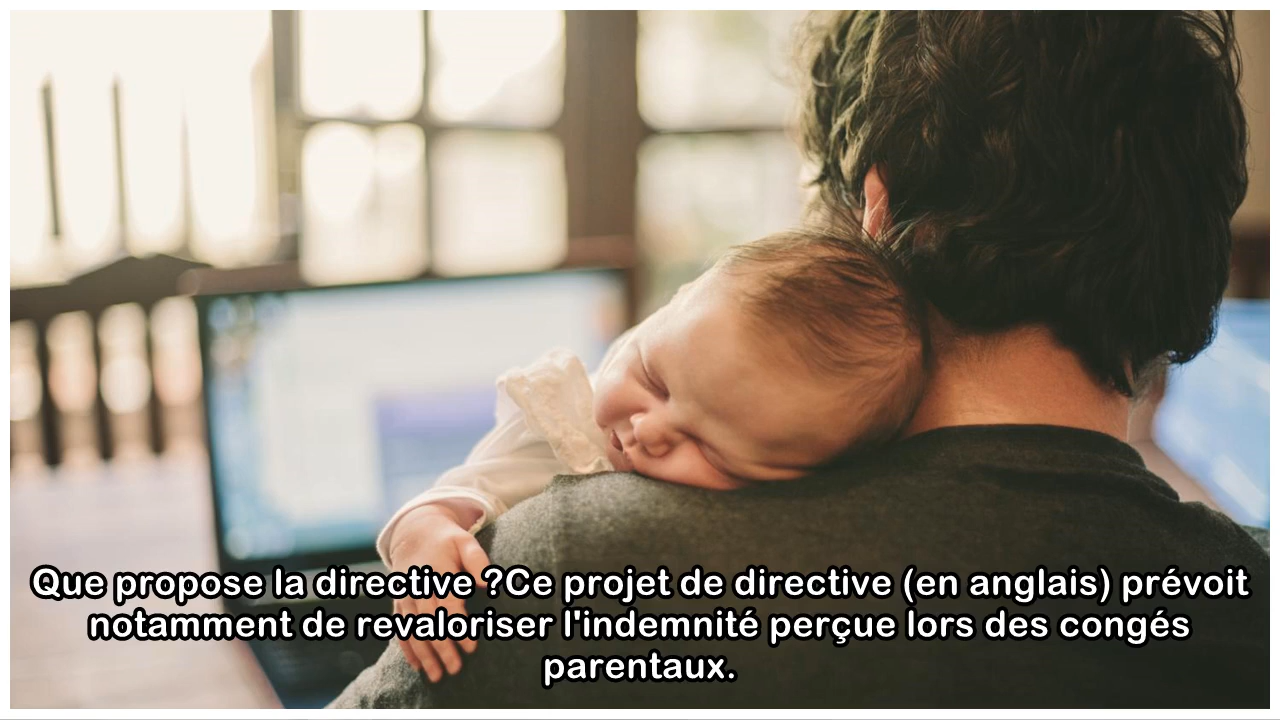 Que propose la directive ?Ce projet de directive (en anglais) prévoit
notamment de revaloriser l'indemnité perçue lors des congés
parentaux.